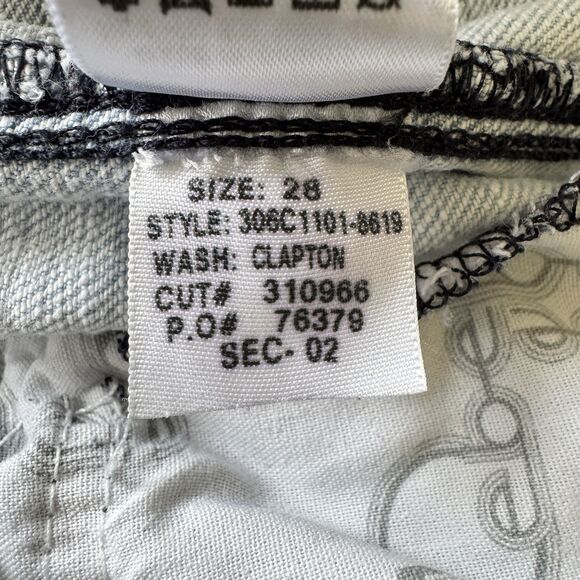 SIZE: 28
STYLE: 306C1101-8619
WASH: CLAPTON
CUT# 310966
P.O# 76379
SEC- 02